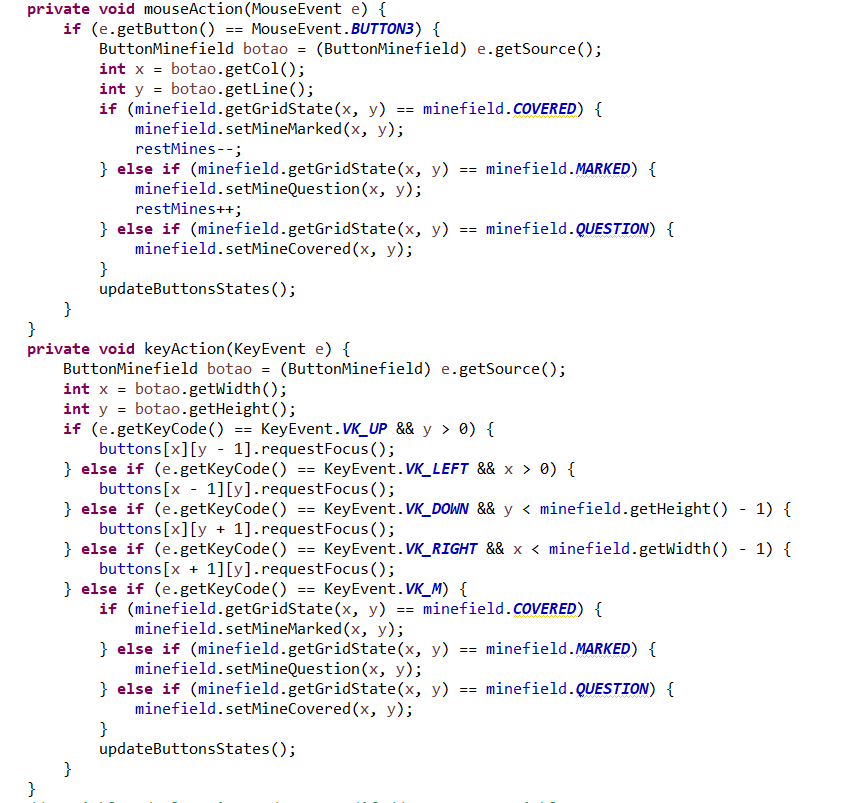 private void mouseAction(MouseEvent e) {
if (e.getButton() == MouseEvent.BUTTON3) {
ButtonMinefield botao = (ButtonMinefield) e.getSource();
int x = botao.getCol();
int y = botao.getLine();
if (minefield.getGridState(x, y) == minefield.COVERED) {
minefield.setMineMarked(x, y);
restMines--;
} else if (minefield.getGridState(x, y) == minefield.MARKED) {
minefield.setMineQuestion(x, y);
restMines++;
} else if (minefield.getGridState(x, y) == minefield.QUESTION) {
minefield.setMineCovered(x, y);
}
updateButtonsStates();
}
}
private void keyAction(KeyEvent e) {
ButtonMinefield botao = (ButtonMinefield) e.getSource();
int x = botao.getWidth();
int y = botao.getHeight();
if (e.getKeyCode() == KeyEvent.VK_UP && y > 0) {
buttons[x][y - 1].requestFocus();
} else if (e.getKeyCode() == KeyEvent.VK_LEFT && x > 0) {
buttons[x - 1][y].requestFocus();
} else if (e.getKeyCode() == KeyEvent.VK_DOWN && y < minefield.getHeight() - 1) {
buttons[x][y + 1].requestFocus();
} else if (e.getKeyCode() == KeyEvent.VK_RIGHT && x < minefield.getWidth() - 1) {
buttons[x + 1][y].requestFocus();
} else if (e.getKeyCode() == KeyEvent.VK_M) {
if (minefield.getGridState(x, y) == minefield.COVERED) {
minefield.setMineMarked(x, y);
} else if (minefield.getGridState(x, y) == minefield.MARKED) {
minefield.setMineQuestion(x, y);
} else if (minefield.getGridState(x, y) == minefield.QUESTION) {
minefield.setMineCovered(x, y);
}
updateButtonsStates();
}
}